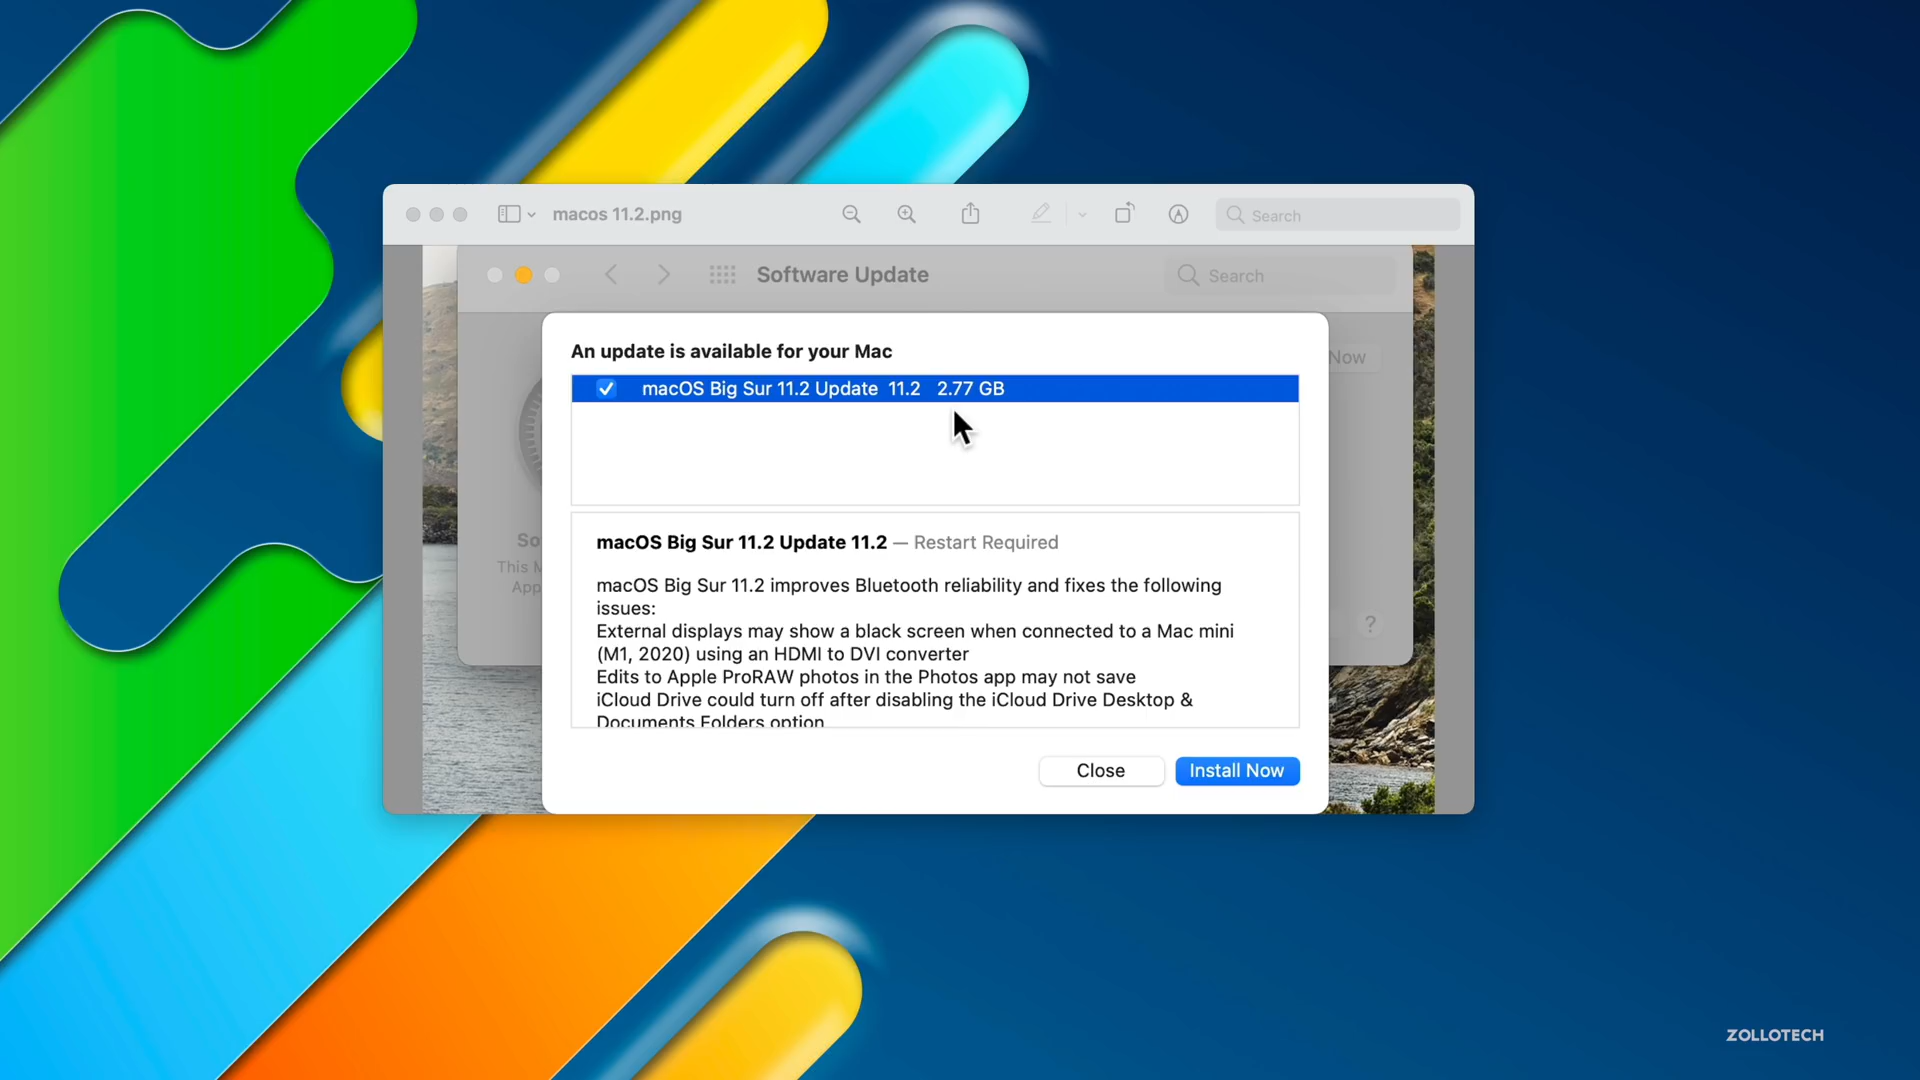 macos 11.2.png
Search
Software Update
Search
An update is available for your Mac
Now
macOS Big Sur 11.2 Update 11.2 2.77 GB
macOS Big Sur 11.2 Update 11.2 — Restart Required
So
This M
App
macOS Big Sur 11.2 improves Bluetooth reliability and fixes the following
issues:
External displays may show a black screen when connected to a Mac mini
(M1, 2020) using an HDMI to DVI converter
Edits to Apple ProRAW photos in the Photos app may not save
iCloud Drive could turn off after disabling the iCloud Drive Desktop &
Documents Folders option
?
Close
Install Now
ZOLLOTECH